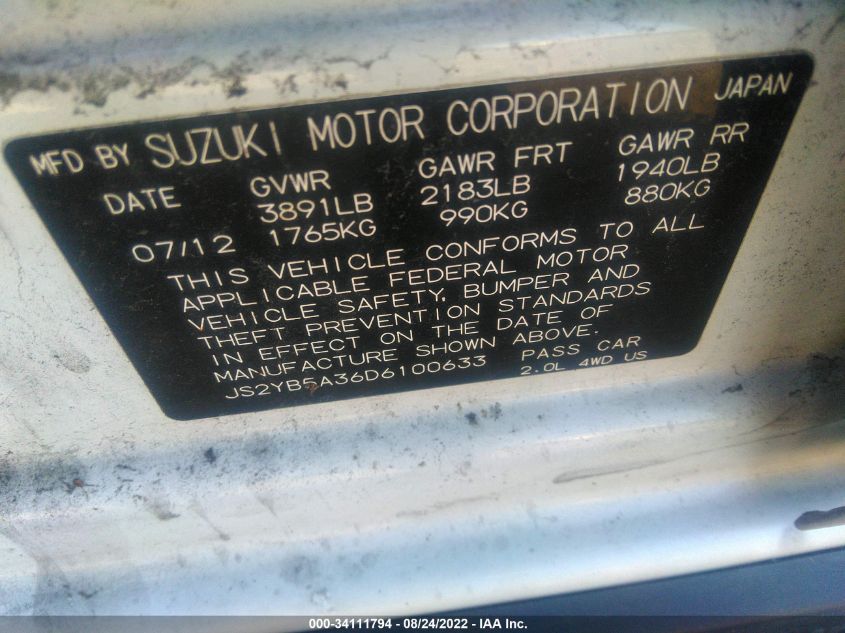 MFD BY SUZUKI MOTOR CORPORATION JAPAN
DATE GVWR GAWR FRT GAWR RR
3891LB 2183LB 1940LB
07/12 1765KG 990KG 880KG
THIS VEHICLE CONFORMS TO ALL
APPLICABLE FEDERAL MOTOR
VEHICLE SAFETY, BUMPER AND
THEFT PREVENTION STANDARDS
IN EFFECT ON THE DATE OF
MANUFACTURE SHOWN ABOVE.
JS2YB5A36D6100633 PASS CAR
2.0L 4WD US
000-34111794 - 08/24/2022 - IAA Inc.